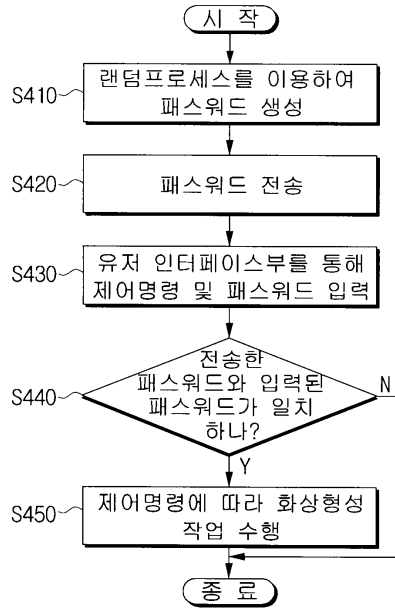 시 작
S410
랜덤프로세스를 이용하여
패스워드 생성
S420
패스워드 전송
S430
유저 인터페이스부를 통해
제어명령 및 패스워드 입력
S440
전송한
패스워드와 입력된
패스워드가 일치
하나?
N
Y
S450
제어명령에 따라 화상형성
작업 수행
종 료